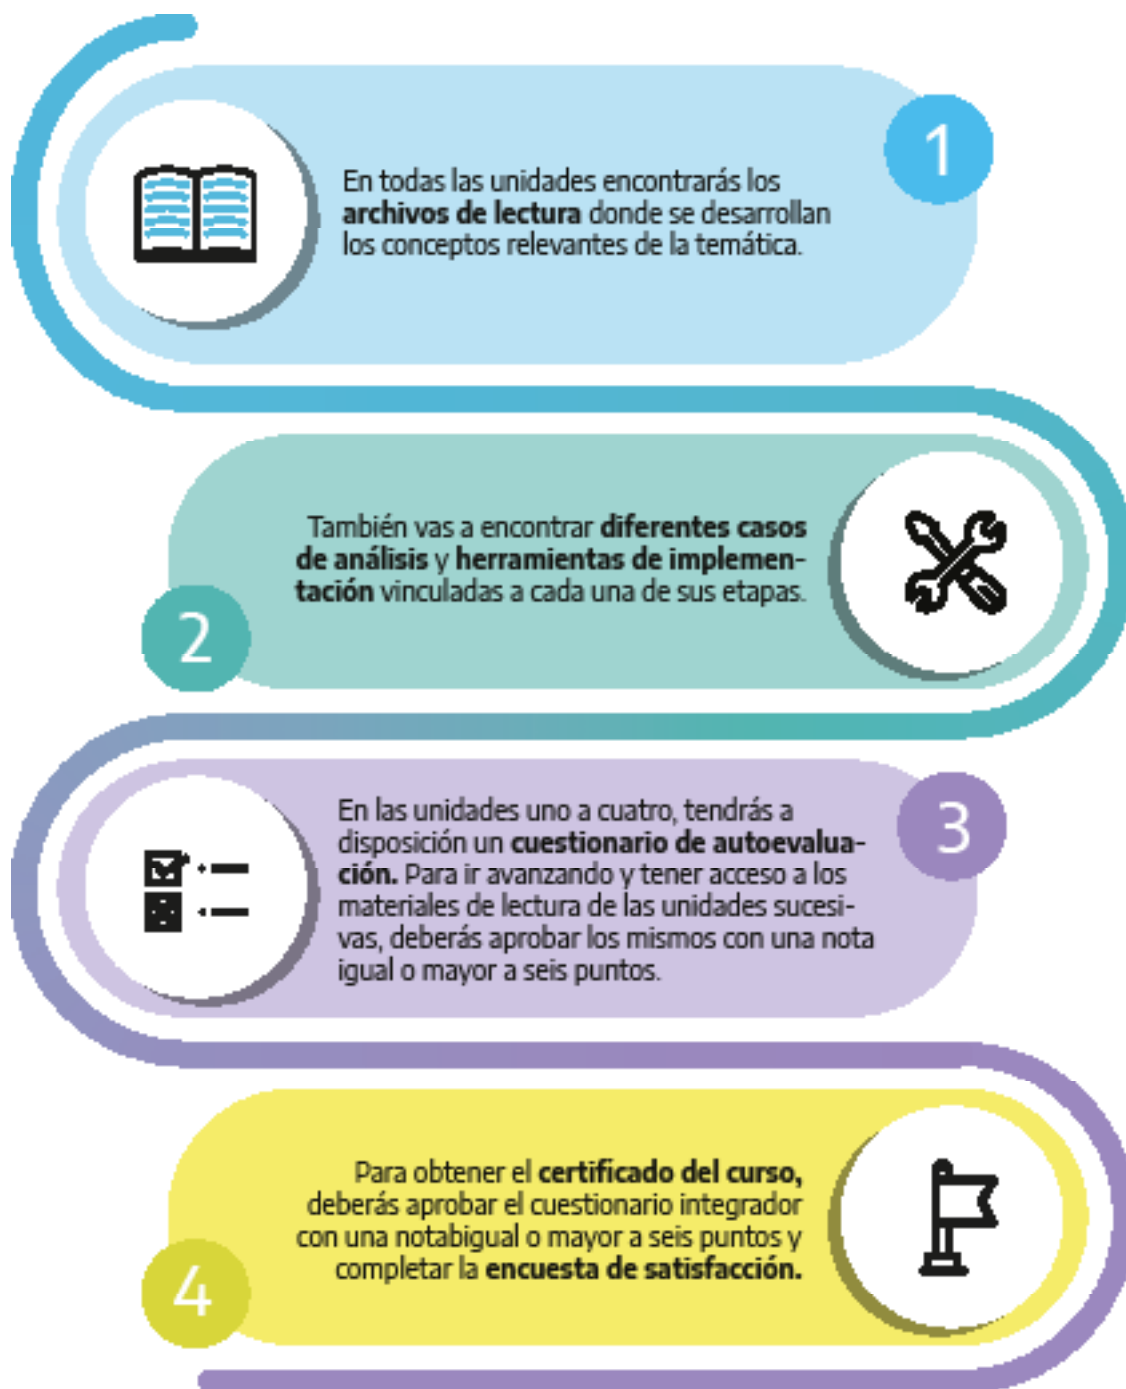 1
En todas las unidades encontrarás los
archivos de lectura donde se desarrollan
los conceptos relevantes de la temática.
También vas a encontrar diferentes casos
de análisis y herramientas de implemen-
tación vinculadas a cada una de sus etapas.
2
3
En las unidades uno a cuatro, tendrás a
disposición un cuestionario de autoevalua-
ción. Para ir avanzando y tener acceso a los
materiales de lectura de las unidades sucesi-
vas, deberás aprobar los mismos con una nota
igual o mayor a seis puntos.
Para obtener el certificado del curso,
deberás aprobar el cuestionario integrador
con una notabigual o mayor a seis puntos y
completar la encuesta de satisfacción.
4